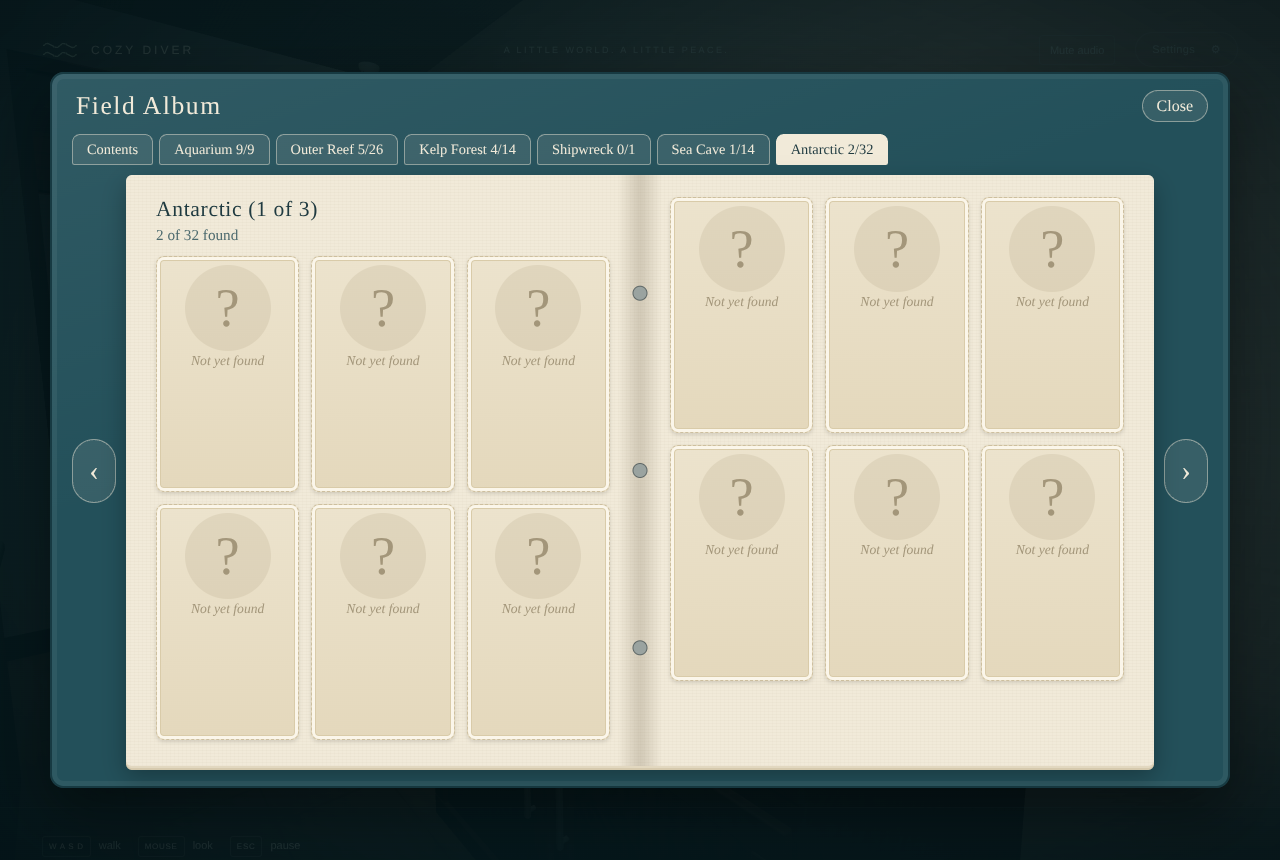 COZY DIVER
A LITTLE WORLD. A LITTLE PEACE.
Mute audio
Settings
Field Album
Close
Contents
Aquarium 9/9
Outer Reef 5/26
Kelp Forest 4/14
Shipwreck 0/1
Sea Cave 1/14
Antarctic 2/32
Antarctic (1 of 3)
2 of 32 found
? ? ?
Not yet found Not yet found Not yet found
? ? ?
Not yet found Not yet found Not yet found
? ? ?
Not yet found Not yet found Not yet found
? ? ?
Not yet found Not yet found Not yet found
‹
›
W A S D walk MOUSE look ESC pause